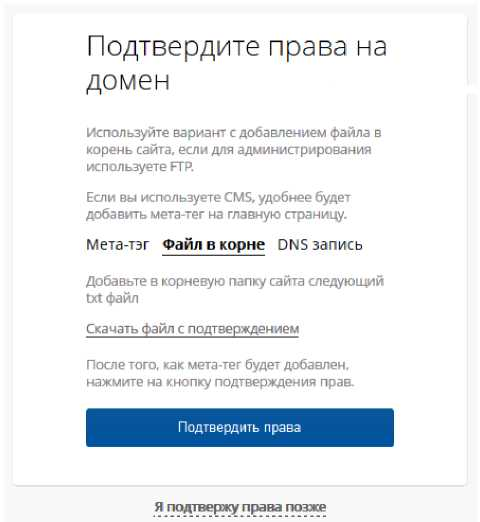 Подтвердите права на
домен
Используйте вариант с добавлением файла в
корень сайта, если для администрирования
используете FTP.
Если вы используете CMS, удобнее будет
добавить мета-тег на главную страницу.
Мета-тэг Файл в корне DNS запись
Добавьте в корневую папку сайта следующий
txt файл
Скачать файл с подтверждением
После того, как мета-тег будет добавлен,
нажмите на кнопку подтверждения прав.
Подтвердить права
Я подтвержу права позже